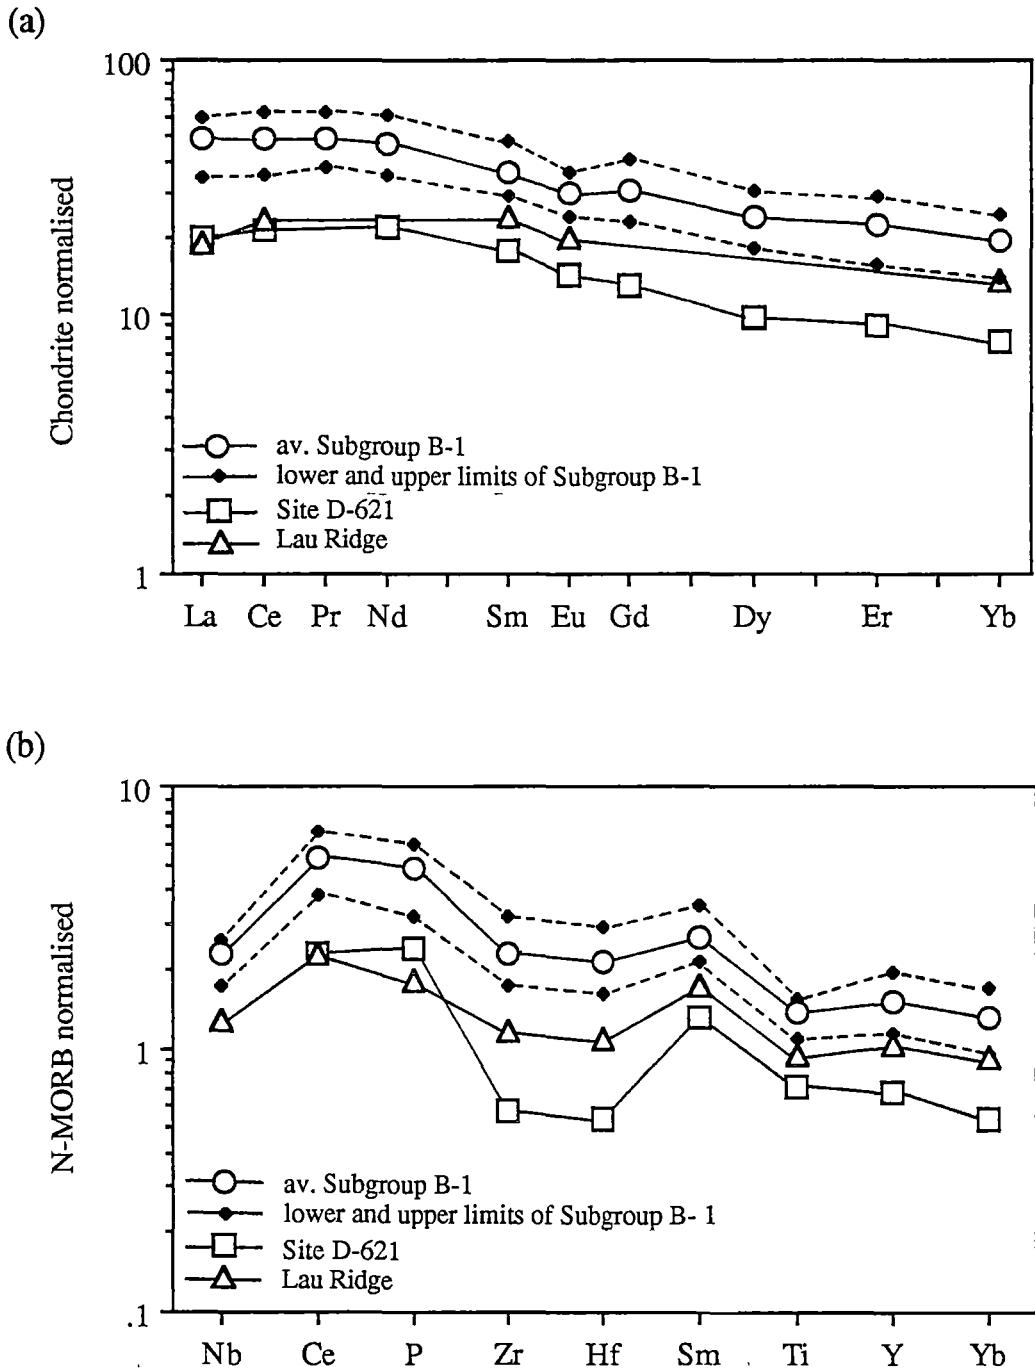 (a)
100
10
1
Chondrite normalised
av. Subgroup B-1
lower and upper limits of Subgroup B-1
Site D-621
Lau Ridge
La Ce Pr Nd Sm Eu Gd Dy Er Yb
(b)
10
1
.1
N-MORB normalised
av. Subgroup B-1
lower and upper limits of Subgroup B- 1
Site D-621
Lau Ridge
Nb Ce P Zr Hf Sm Ti Y Yb